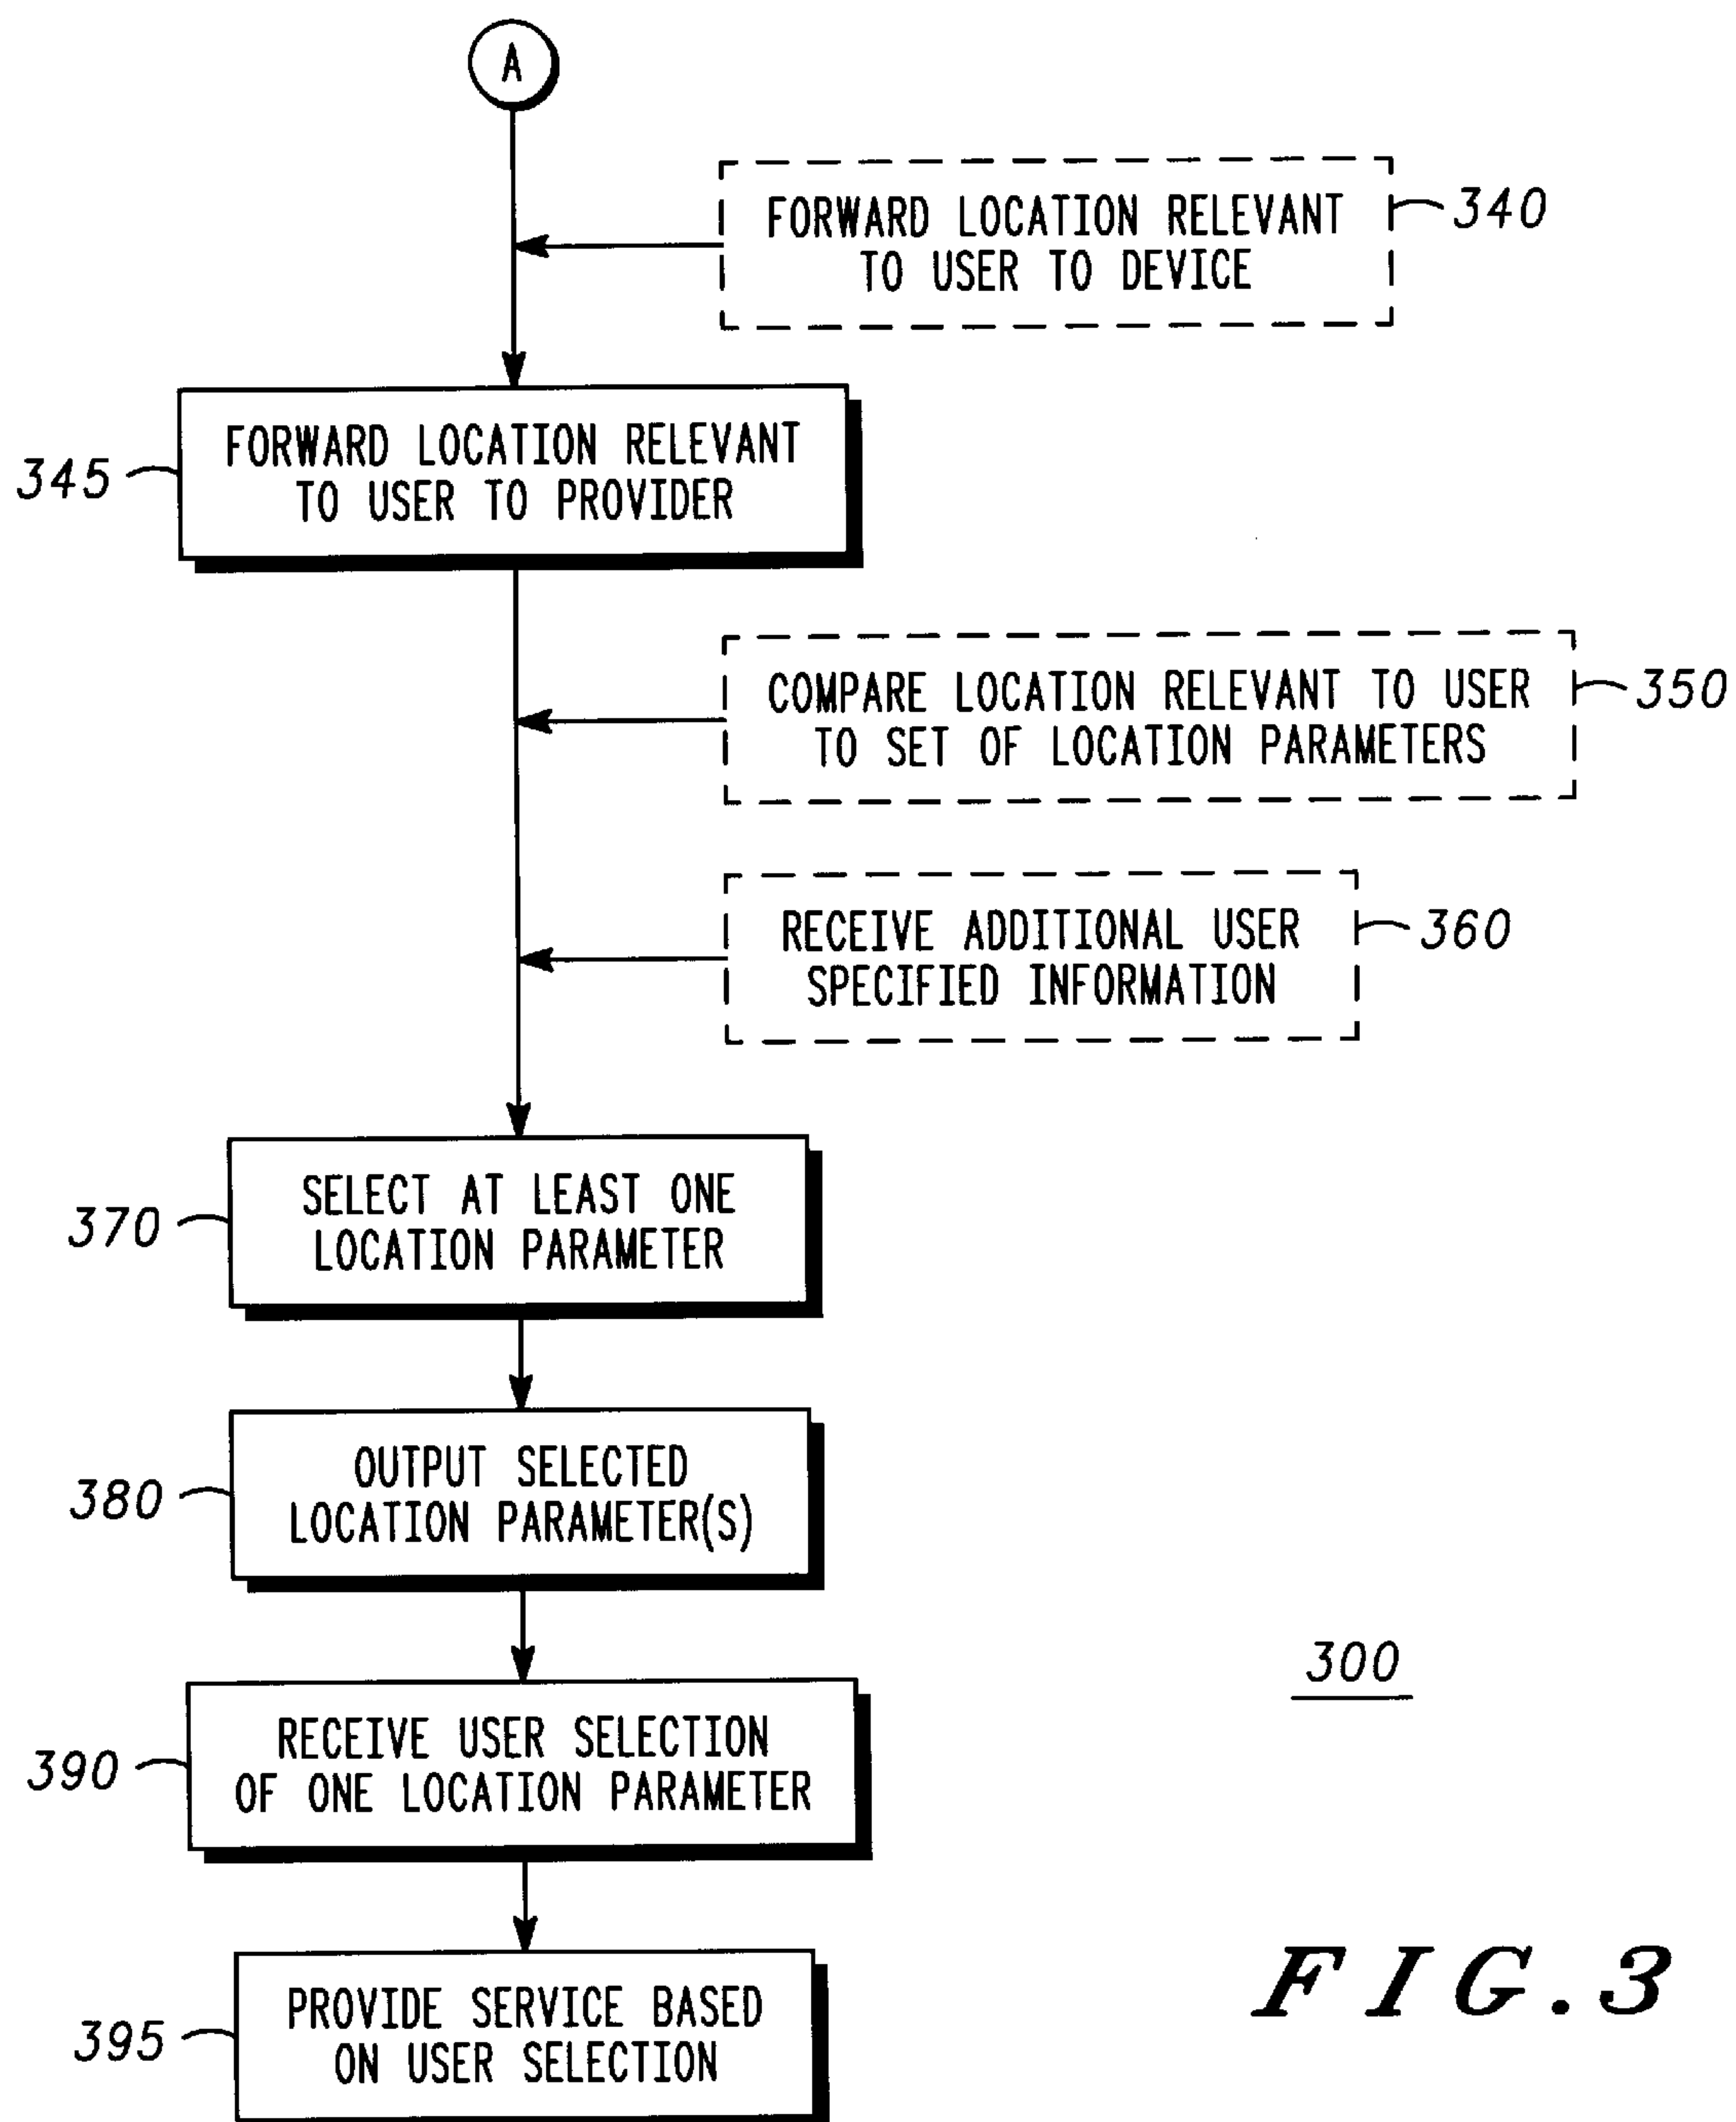 A
FORWARD LOCATION RELEVANT
TO USER TO DEVICE
340
FORWARD LOCATION RELEVANT
TO USER TO PROVIDER
345
COMPARE LOCATION RELEVANT TO USER
TO SET OF LOCATION PARAMETERS
350
RECEIVE ADDITIONAL USER
SPECIFIED INFORMATION
360
SELECT AT LEAST ONE
LOCATION PARAMETER
370
OUTPUT SELECTED
LOCATION PARAMETER(S)
380
RECEIVE USER SELECTION
OF ONE LOCATION PARAMETER
390
300
PROVIDE SERVICE BASED
ON USER SELECTION
395
FIG.3